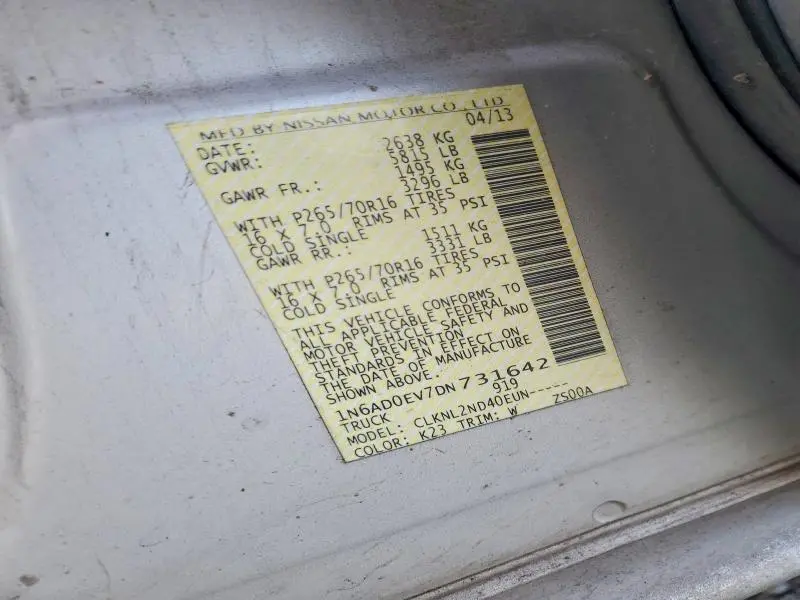 MFD BY NISSAN MOTOR CO., LTD
DATE: 04/13
GVWR: 2638 KG
5815 LB
GAWR FR.: 1495 KG
3296 LB
WITH P265/70R16 TIRES
16 X 7.0 RIMS AT 35 PSI
COLD SINGLE
GAWR RR.: 1511 KG
3331 LB
WITH P265/70R16 TIRES
16 X 7.0 RIMS AT 35 PSI
COLD SINGLE
THIS VEHICLE CONFORMS TO
ALL APPLICABLE FEDERAL
MOTOR VEHICLE SAFETY AND
THEFT PREVENTION
STANDARDS IN EFFECT ON
THE DATE OF MANUFACTURE
SHOWN ABOVE.
1N6AD0EV7DN731642
TRUCK 919
MODEL: CLKNL2ND40EUN------
COLOR: K23 TRIM: W Z500A